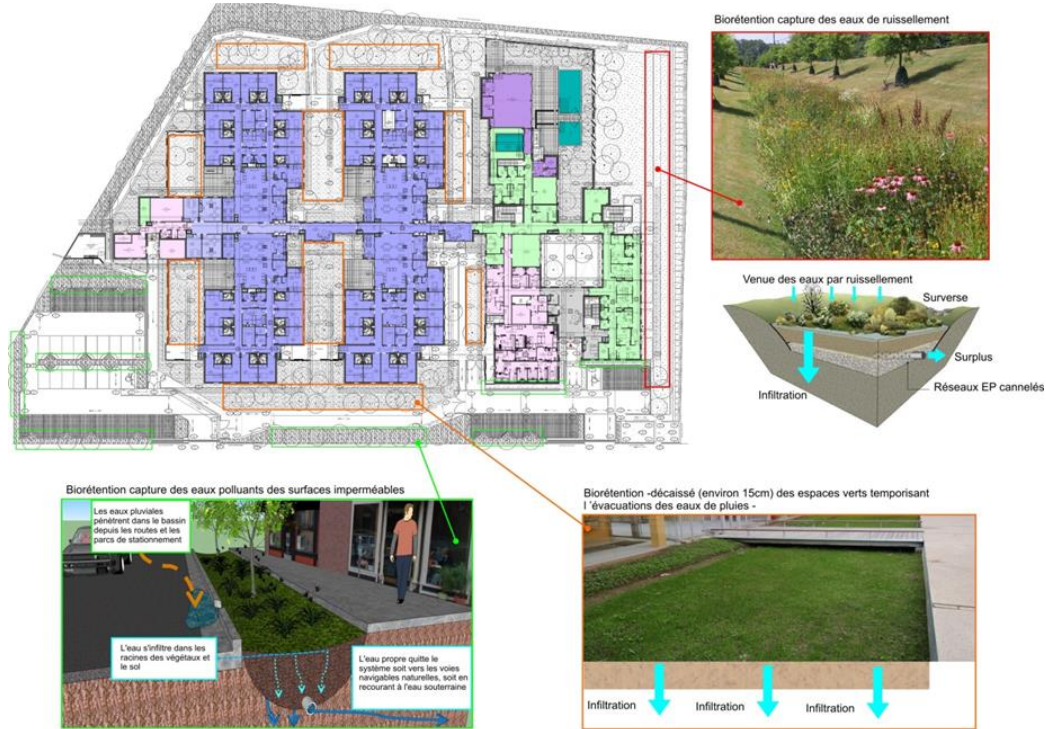 Biorétention capture des eaux de ruissellement
Venue des eaux par ruissellement
Surverse
Surplus
Réseaux EP cannelés
Infiltration
Biorétention capture des eaux polluants des surfaces imperméables
Les eaux pluviales
pénètrent dans le bassin
depuis les routes et les
parcs de stationnement
L'eau s'infiltre dans les
racines des végétaux et
le sol
L'eau propre quitte le
système soit vers les voies
navigables naturelles, soit en
recourant à l'eau souterraine
Biorétention -décaissé (environ 15cm) des espaces verts temporisant
l 'évacuations des eaux de pluies -
Infiltration
Infiltration
Infiltration